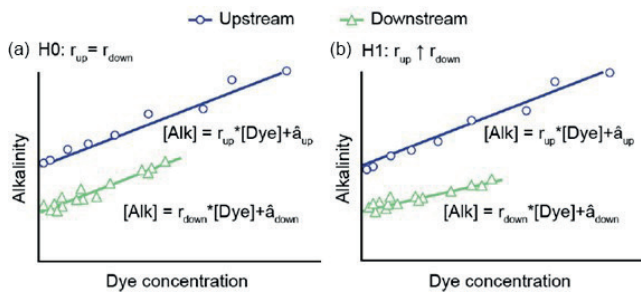 Upstream Downstream
(a) H0: r_up = r_down
(b) H1: r_up ↑ r_down
Alkalinity
[Alk] = r_up*[Dye]+â_up
[Alk] = r_down*[Dye]+â_down
Dye concentration
Alkalinity
[Alk] = r_up*[Dye]+â_up
[Alk] = r_down*[Dye]+â_down
Dye concentration